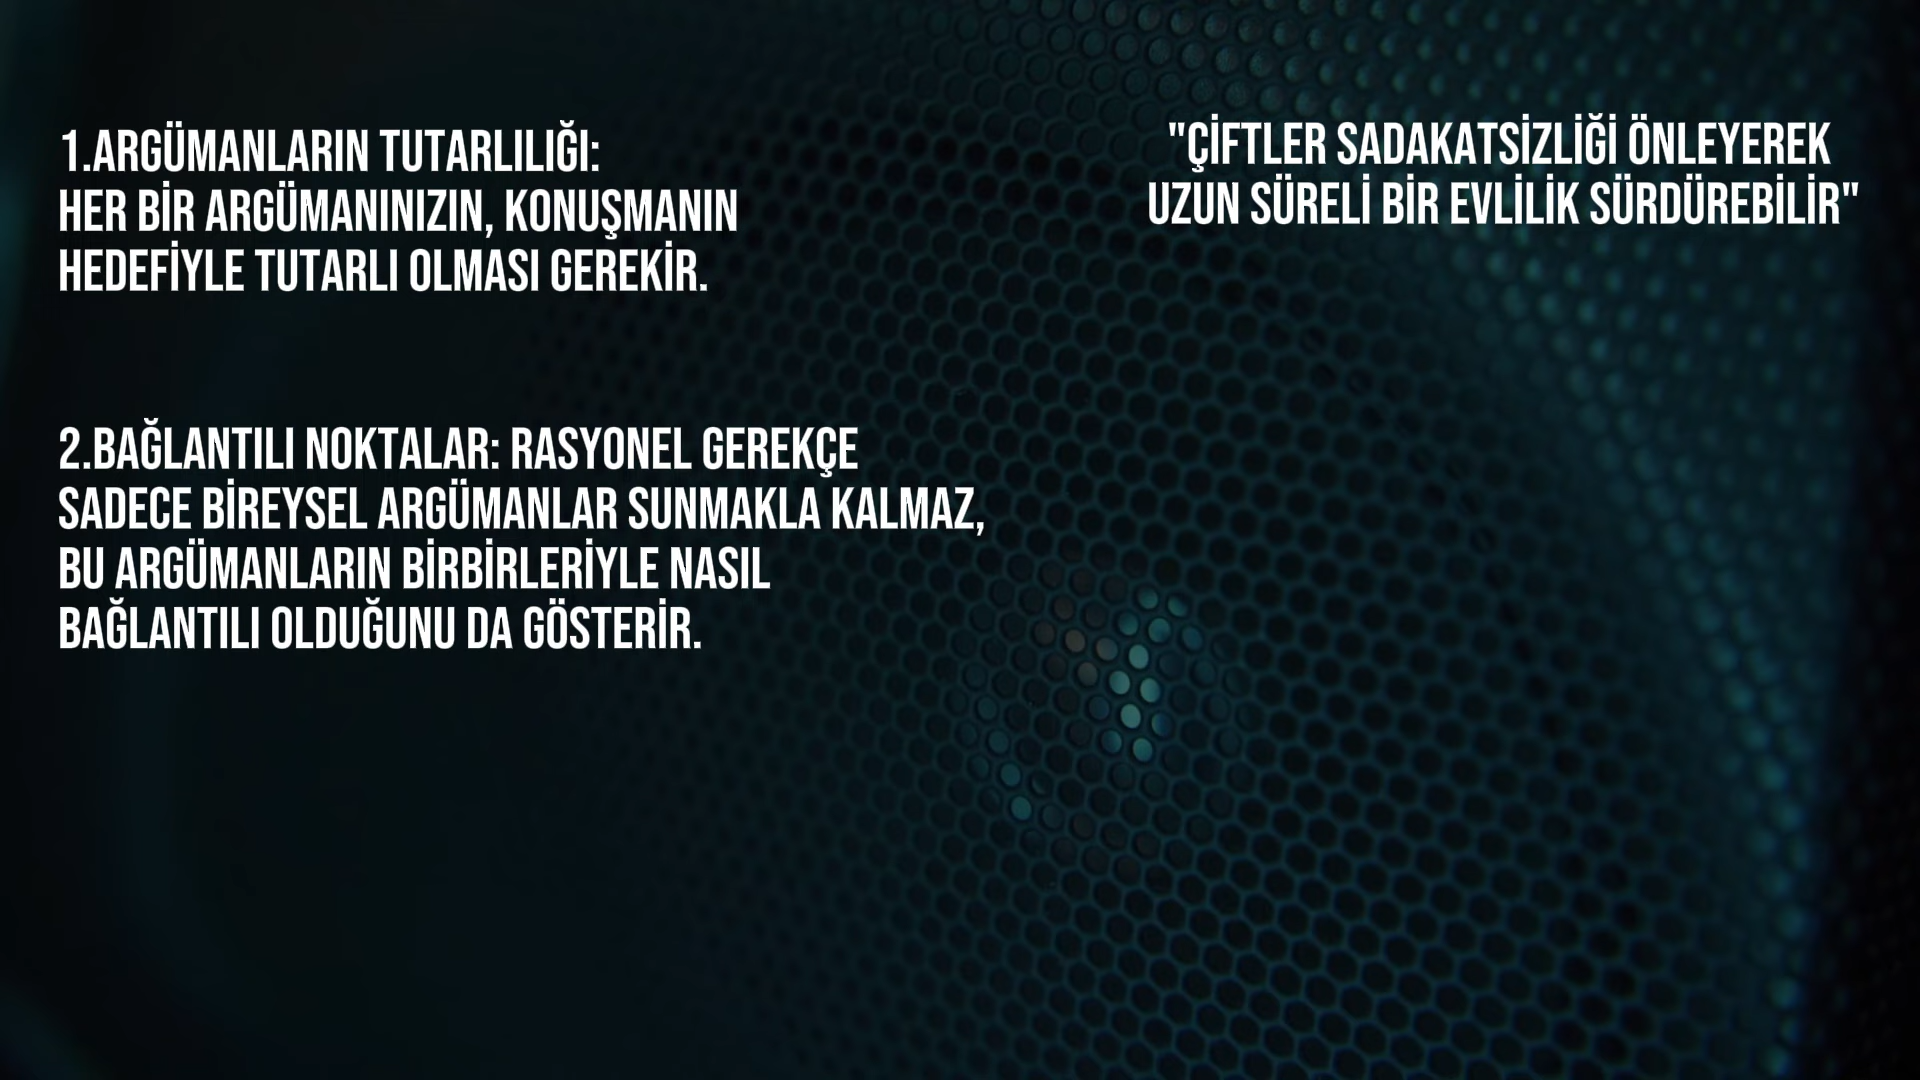 1.ARGÜMANLARIN TUTARLILIĞI:
HER BİR ARGÜMANINIZIN, KONUŞMANIN
HEDEFİYLE TUTARLI OLMASI GEREKİR.
2.BAĞLANTILI NOKTALAR: RASYONEL GEREKÇE
SADECE BİREYSEL ARGÜMANLAR SUNMAKLA KALMAZ,
BU ARGÜMANLARIN BİRBİRLERİYLE NASIL
BAĞLANTILI OLDUĞUNU DA GÖSTERİR.
"ÇİFTLER SADAKATSİZLİĞİ ÖNLEYEREK
UZUN SÜRELİ BİR EVLİLİK SÜRDÜREBİLİR"